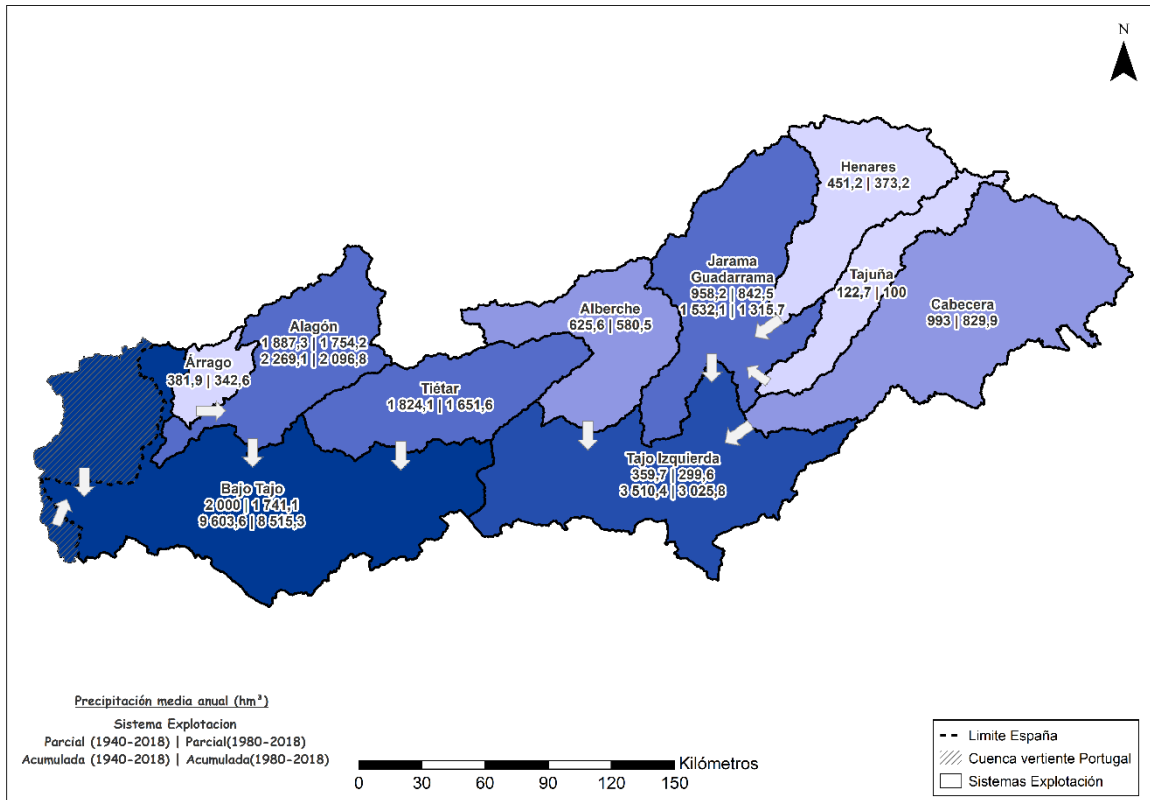 N
Henares
451,2 | 373,2
Jarama
Guadarrama
958,2 | 842,5
1 532,1 | 1 315,7
Tajuña
122,7 | 100
Cabecera
993 | 829,9
Alberche
625,6 | 580,5
Alagón
1 887,3 | 1 754,2
2 269,1 | 2 096,8
Árrago
381,9 | 342,6
Tiétar
1 824,1 | 1 651,6
Tajo Izquierda
359,7 | 299,6
3 510,4 | 3 025,8
Bajo Tajo
2 000 | 1 741,1
9 603,6 | 8 515,3
Precipitación media anual (hm³)
Sistema Explotacion
Parcial (1940-2018) | Parcial(1980-2018)
Acumulada (1940-2018) | Acumulada(1980-2018)
Kilómetros
0 30 60 90 120 150
Limite España
Cuenca vertiente Portugal
Sistemas Explotación